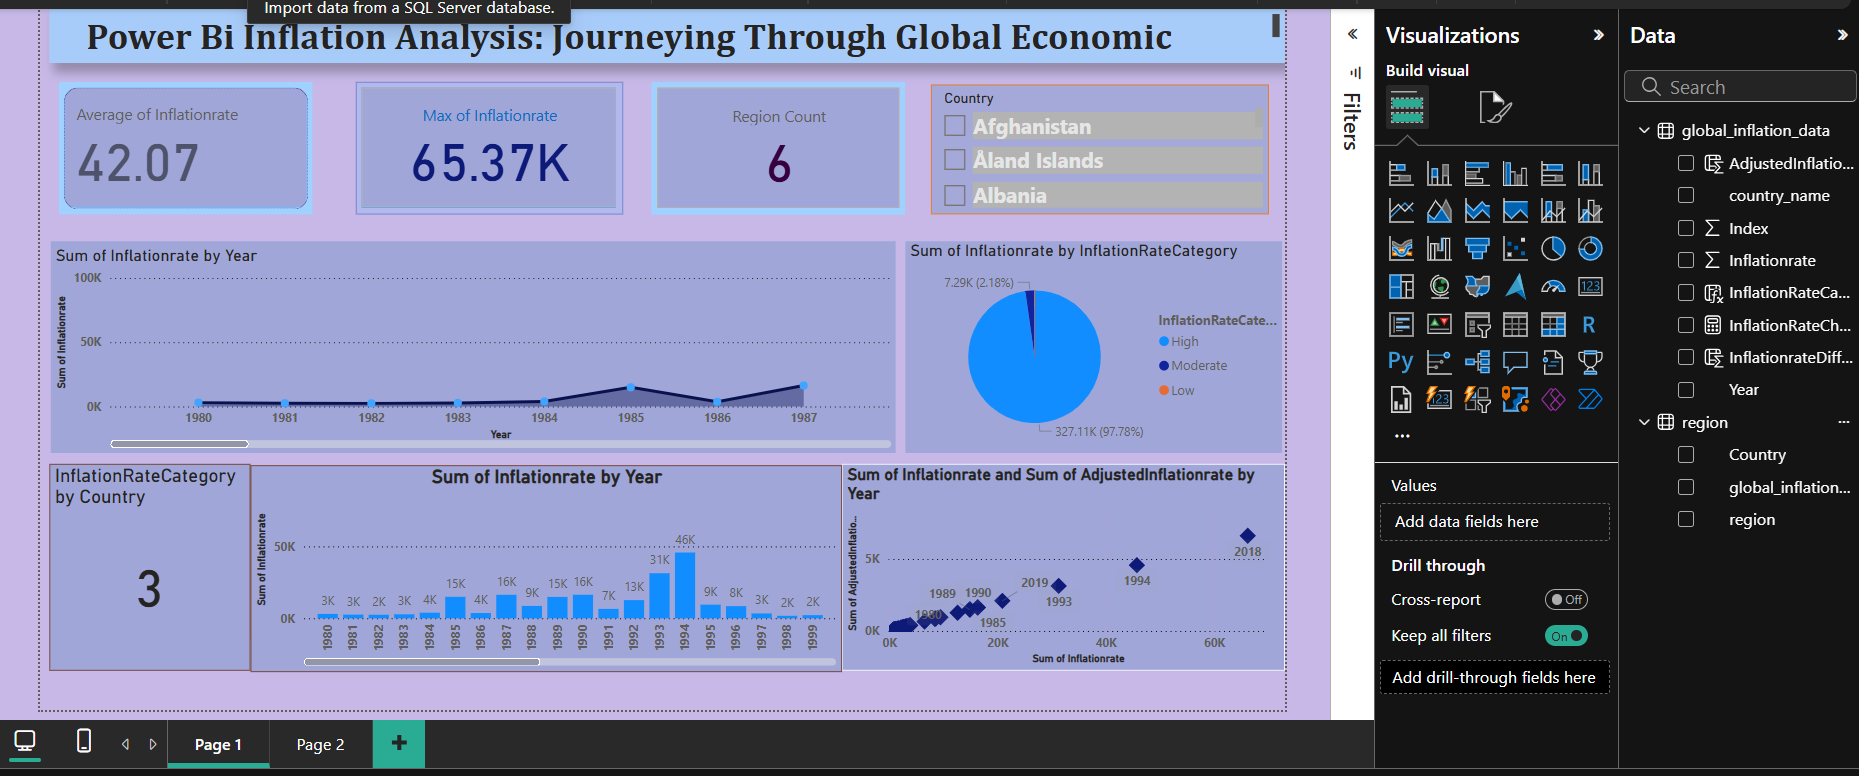 Import data from a SQL Server database.
Power Bi Inflation Analysis: Journeying Through Global Economic
Average of Inflationrate
42.07
Max of Inflationrate
65.37K
Region Count
6
Country
Afghanistan
Åland Islands
Albania
Sum of Inflationrate by Year
100K
50K
0K
Sum of Inflationrate
1980 1981 1982 1983 1984 1985 1986 1987
Year
Sum of Inflationrate by InflationRateCategory
7.29K (2.18%)
327.11K (97.78%)
InflationRateCate...
High
Moderate
Low
InflationRateCategory
by Country
3
Sum of Inflationrate by Year
Sum of Inflationrate
50K
0K
3K 3K 2K 3K 4K 15K 4K 16K 9K 15K 16K 7K 13K 31K 46K 9K 8K 3K 2K 2K
1980 1981 1982 1983 1984 1985 1986 1987 1988 1989 1990 1991 1992 1993 1994 1995 1996 1997 1998 1999
Sum of Inflationrate and Sum of AdjustedInflationrate by
Year
Sum of AdjustedInflatio...
5K
0K
2018
1994
2019
1993
1989 1990
1985
0K 20K 40K 60K
Sum of Inflationrate
Filters
Visualizations
Build visual
123
R
Py
123
...
Values
Add data fields here
Drill through
Cross-report
Off
Keep all filters
On
Add drill-through fields here
Data
Search
global_inflation_data
AdjustedInflatio...
country_name
Index
Inflationrate
InflationRateCa...
InflationRateCh...
InflationrateDiff...
Year
region
...
Country
global_inflation...
region
Page 1
Page 2
+